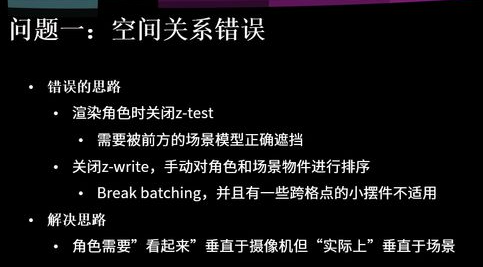 问题一：空间关系错误
• 错误的思路
• 渲染角色时关闭z-test
• 需要被前方的场景模型正确遮挡
• 关闭z-write，手动对角色和场景物件进行排序
• Break batching，并且有一些跨格点的小摆件不适用
• 解决思路
• 角色需要”看起来”垂直于摄像机但“实际上”垂直于场景